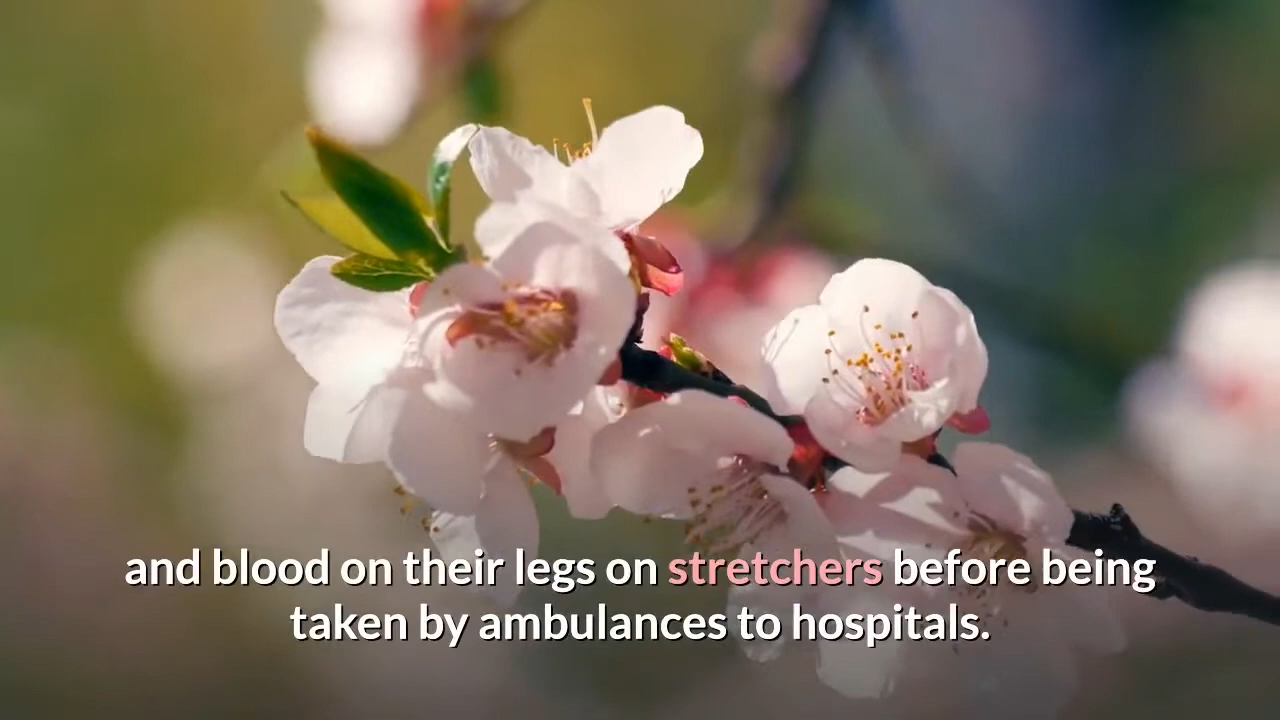 and blood on their legs on stretchers before being
taken by ambulances to hospitals.